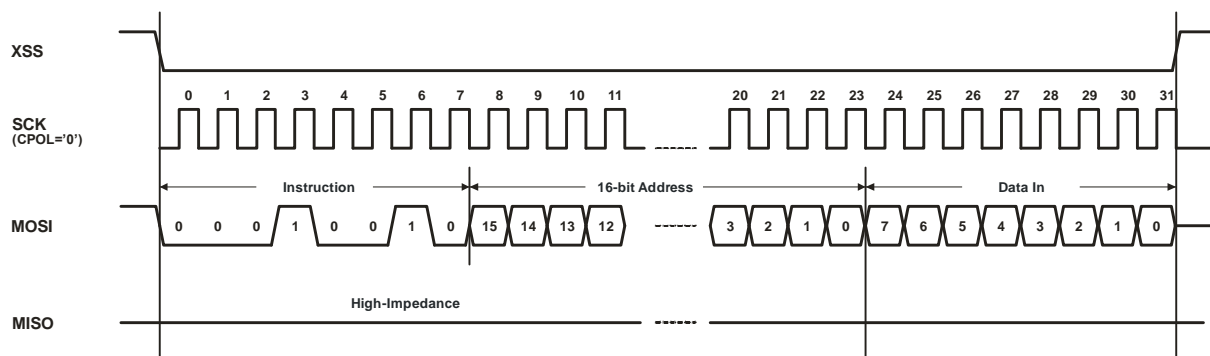 XSS
0 1 2 3 4 5 6 7 8 9 10 11 20 21 22 23 24 25 26 27 28 29 30 31
SCK
(CPOL='0')
Instruction 16-bit Address Data In
MOSI 0 0 0 1 0 0 1 0 15 14 13 12 3 2 1 0 7 6 5 4 3 2 1 0
High-Impedance
MISO